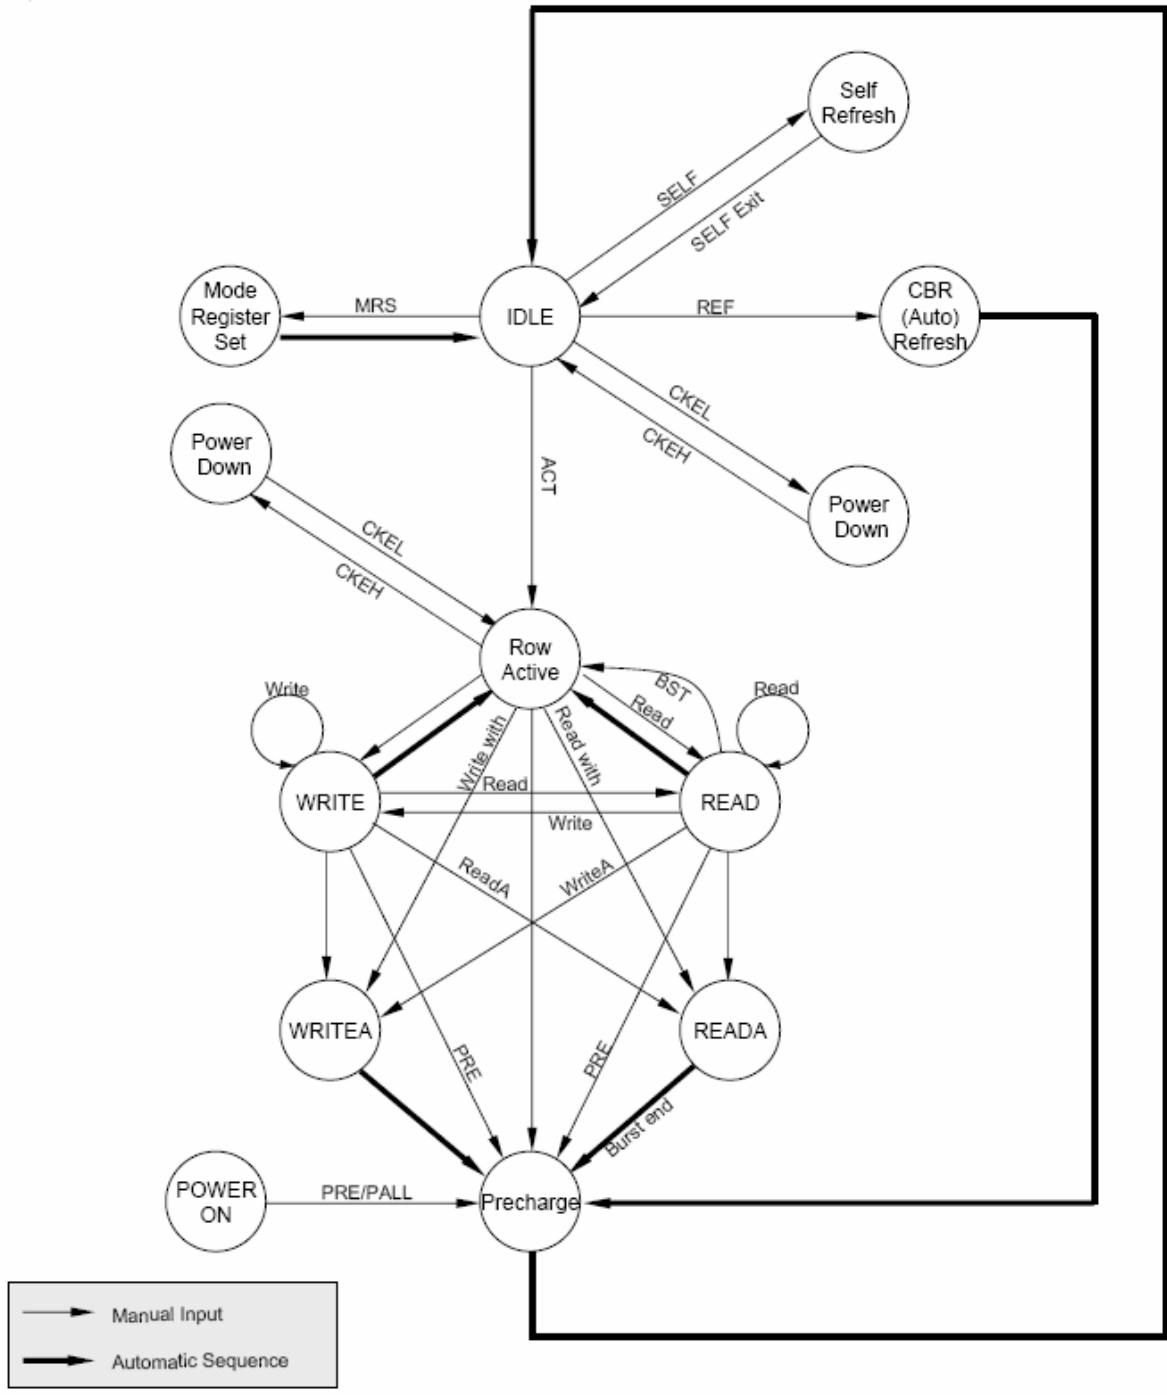 Self
Refresh
SELF
SELF Exit
Mode
Register
Set
MRS
IDLE
REF
CBR
(Auto)
Refresh
CKEL
CKEH
Power
Down
ACT
Power
Down
CKEL
CKEH
Row
Active
BST
Read
Write
Read
Write with
Read with
WRITE
Read
Write
READ
ReadA
WriteA
WRITEA
READA
PRE
PRE
Burst end
POWER
ON
PRE/PALL
Precharge
Manual Input
Automatic Sequence